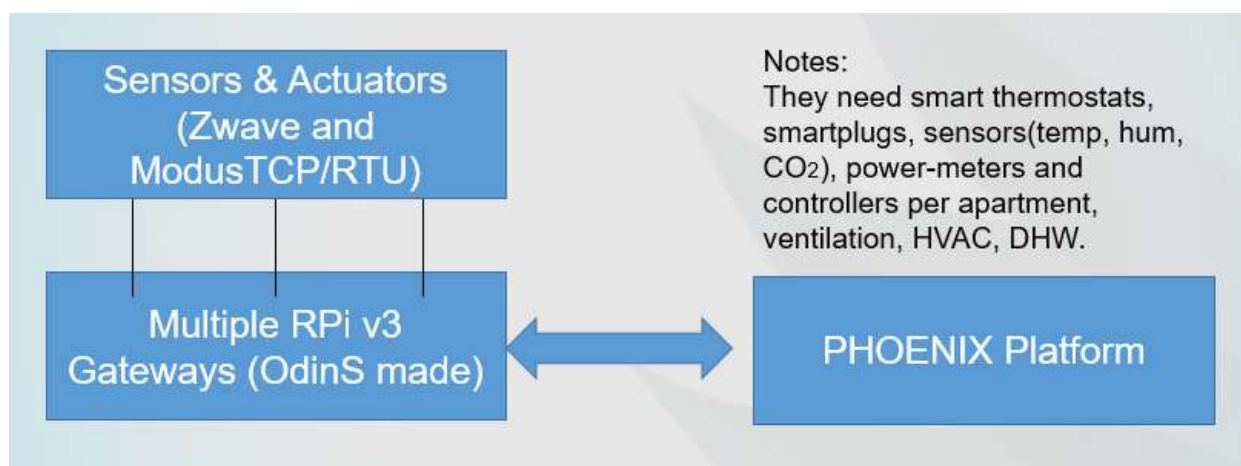 Sensors & Actuators
(Zwave and
ModusTCP/RTU)
Multiple RPi v3
Gateways (OdinS made)
Notes:
They need smart thermostats,
smartplugs, sensors(temp, hum,
CO2), power-meters and
controllers per apartment,
ventilation, HVAC, DHW.
PHOENIX Platform